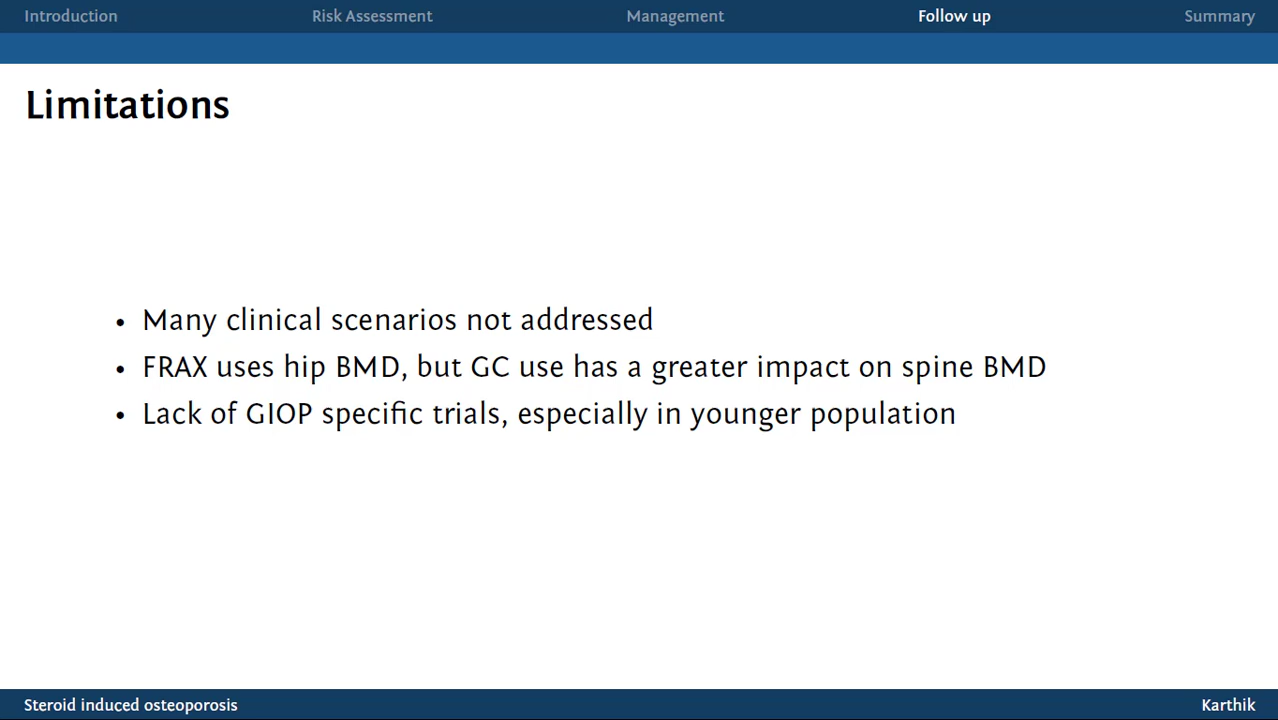 Introduction Risk Assessment Management Follow up Summary
Limitations
• Many clinical scenarios not addressed
• FRAX uses hip BMD, but GC use has a greater impact on spine BMD
• Lack of GIOP specific trials, especially in younger population
Steroid induced osteoporosis Karthik